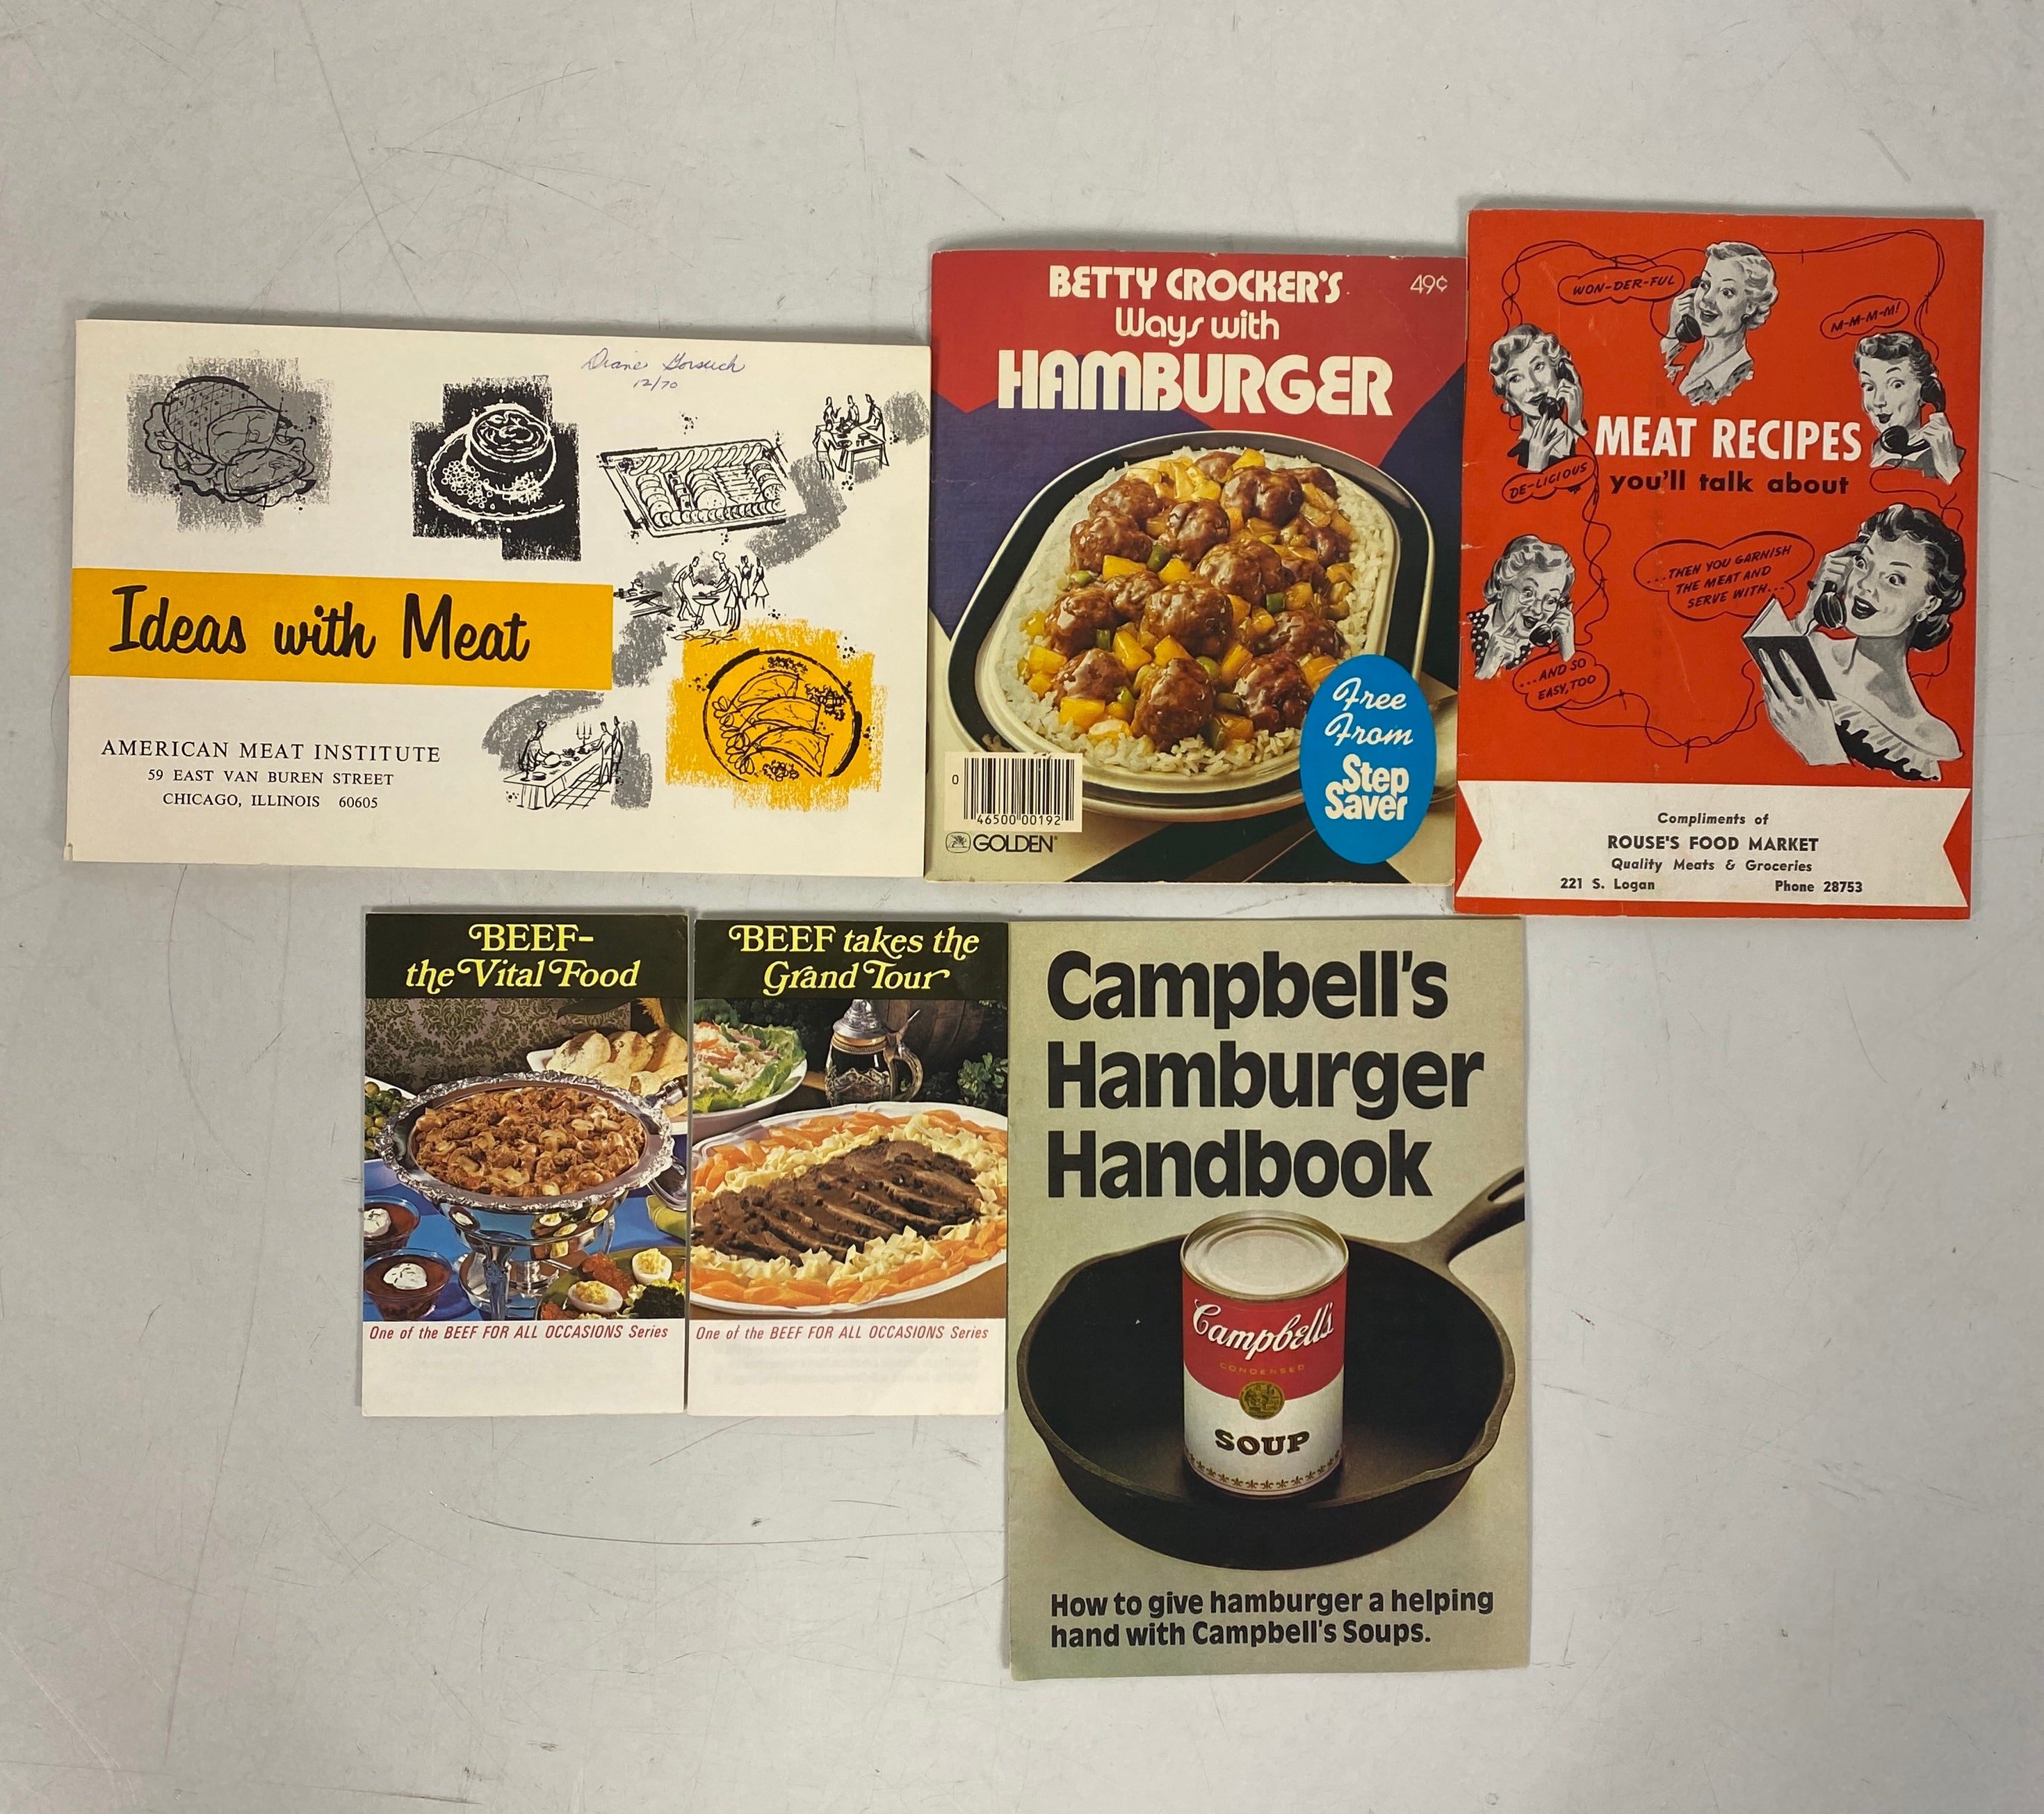 Diane Gorsuch
12/70
Ideas with Meat
AMERICAN MEAT INSTITUTE
59 EAST VAN BUREN STREET
CHICAGO, ILLINOIS 60605
BETTY CROCKER'S
49¢
Ways with
HAMBURGER
Free
From
Step
Saver
0
46500 00192
GOLDEN®
WON-DER-FUL
M-M-M-M!
MEAT RECIPES
you'll talk about
DE-LICIOUS
...THEN YOU GARNISH
THE MEAT AND
SERVE WITH...
...AND SO
EASY, TOO
Compliments of
ROUSE'S FOOD MARKET
Quality Meats & Groceries
221 S. Logan Phone 28753
BEEF-
the Vital Food
One of the BEEF FOR ALL OCCASIONS Series
BEEF takes the
Grand Tour
One of the BEEF FOR ALL OCCASIONS Series
Campbell's
Hamburger
Handbook
Campbell's
CONDENSED
SOUP
How to give hamburger a helping
hand with Campbell's Soups.